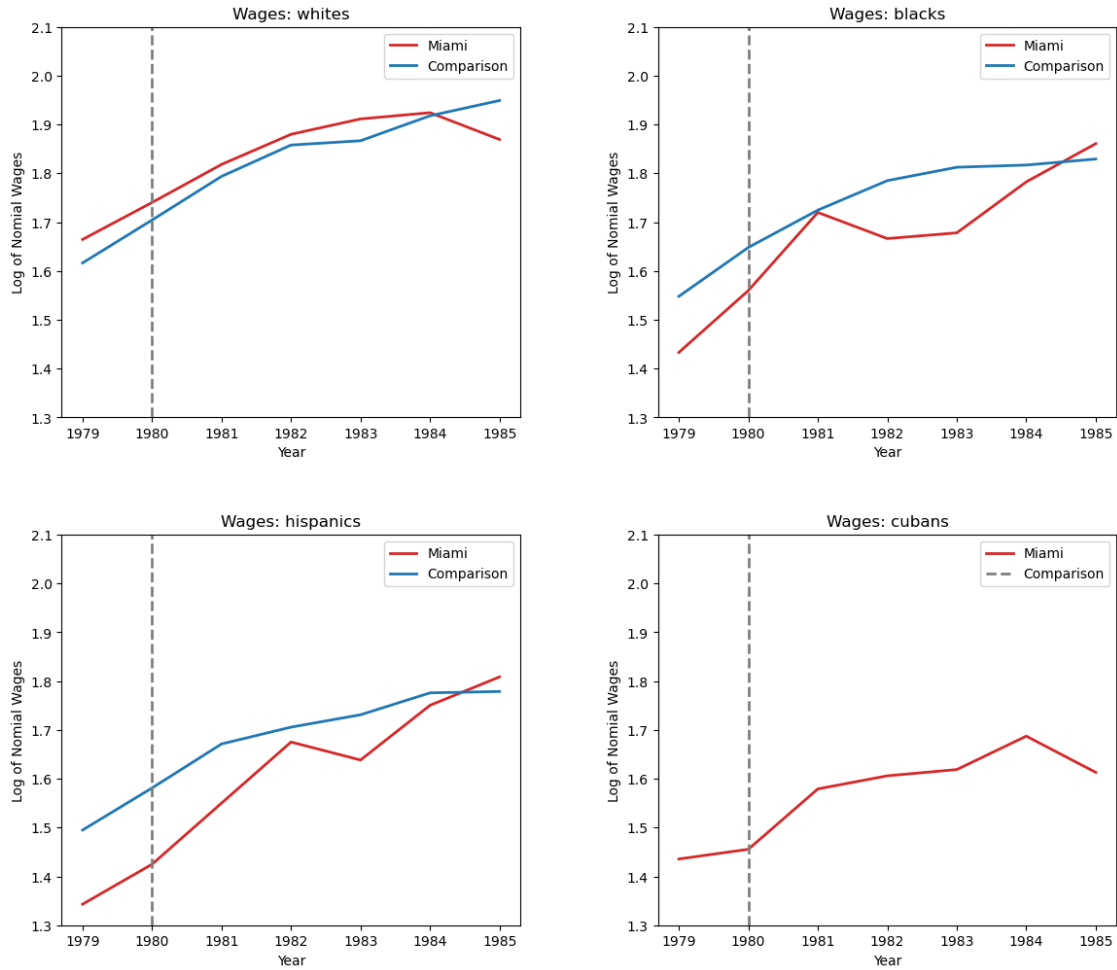 Wages: whites
2.1
2.0
1.9
1.8
1.7
1.6
1.5
1.4
1.3
Log of Nomial Wages
Miami
Comparison
1979 1980 1981 1982 1983 1984 1985
Year
Wages: blacks
2.1
2.0
1.9
1.8
1.7
1.6
1.5
1.4
1.3
Log of Nomial Wages
Miami
Comparison
1979 1980 1981 1982 1983 1984 1985
Year
Wages: hispanics
2.1
2.0
1.9
1.8
1.7
1.6
1.5
1.4
1.3
Log of Nomial Wages
Miami
Comparison
1979 1980 1981 1982 1983 1984 1985
Year
Wages: cubans
2.1
2.0
1.9
1.8
1.7
1.6
1.5
1.4
1.3
Log of Nomial Wages
Miami
Comparison
1979 1980 1981 1982 1983 1984 1985
Year